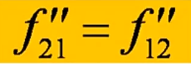 f''₂₁ = f''₁₂